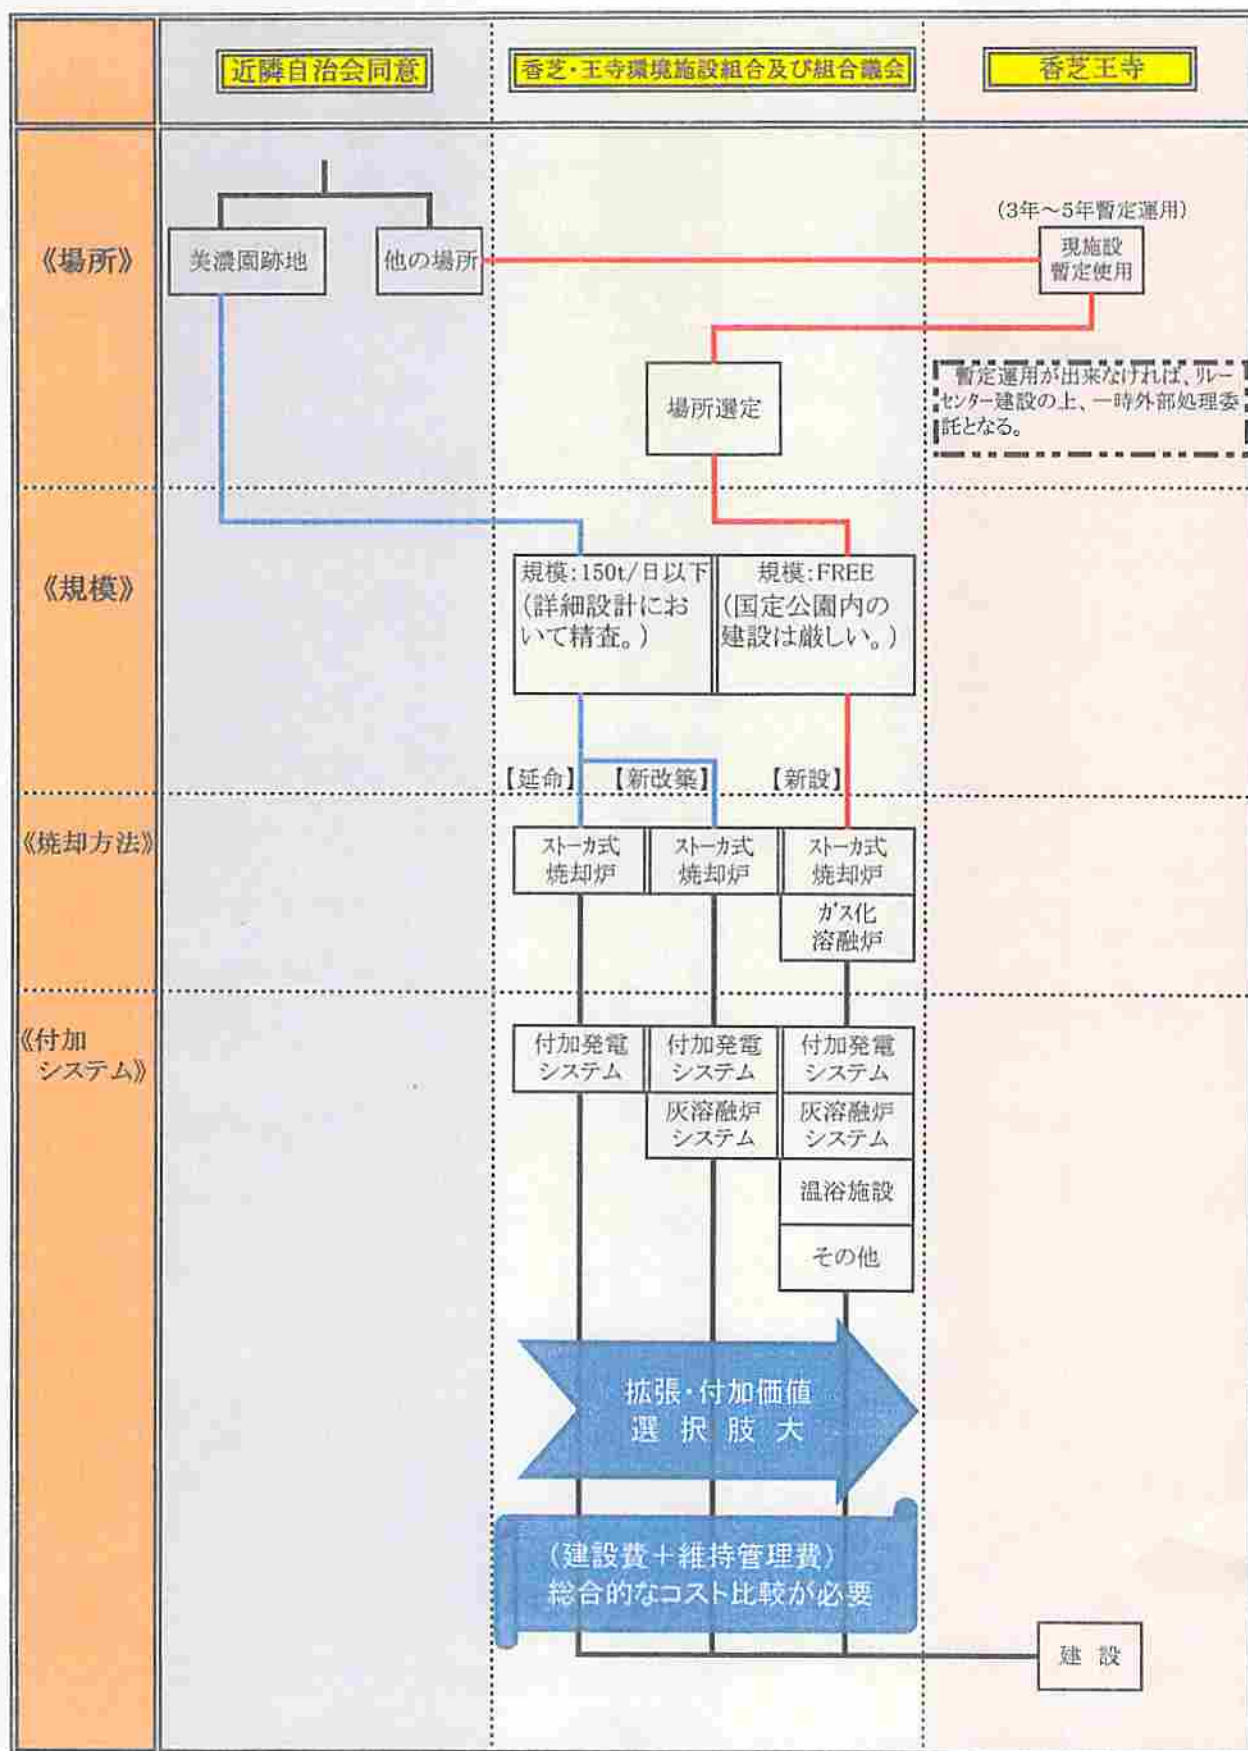 近隣自治会同意
香芝・王寺環境施設組合及び組合議会
香芝王寺
《場所》
美濃園跡地
他の場所
(3年～5年暫定運用)
現施設
暫定使用
場所選定
暫定運用が出来なければ、リレー
センター建設の上、一時外部処理委
託となる。
《規模》
規模:150t/日以下
(詳細設計にお
いて精査。)
規模:FREE
(国定公園内の
建設は厳しい。)
【延命】
【新改築】
【新設】
《焼却方法》
ストーカ式
焼却炉
ストーカ式
焼却炉
ストーカ式
焼却炉
ガス化
溶融炉
《付加
システム》
付加発電
システム
付加発電
システム
付加発電
システム
灰溶融炉
システム
灰溶融炉
システム
温浴施設
その他
拡張・付加価値
選択肢大
(建設費＋維持管理費)
総合的なコスト比較が必要
建設